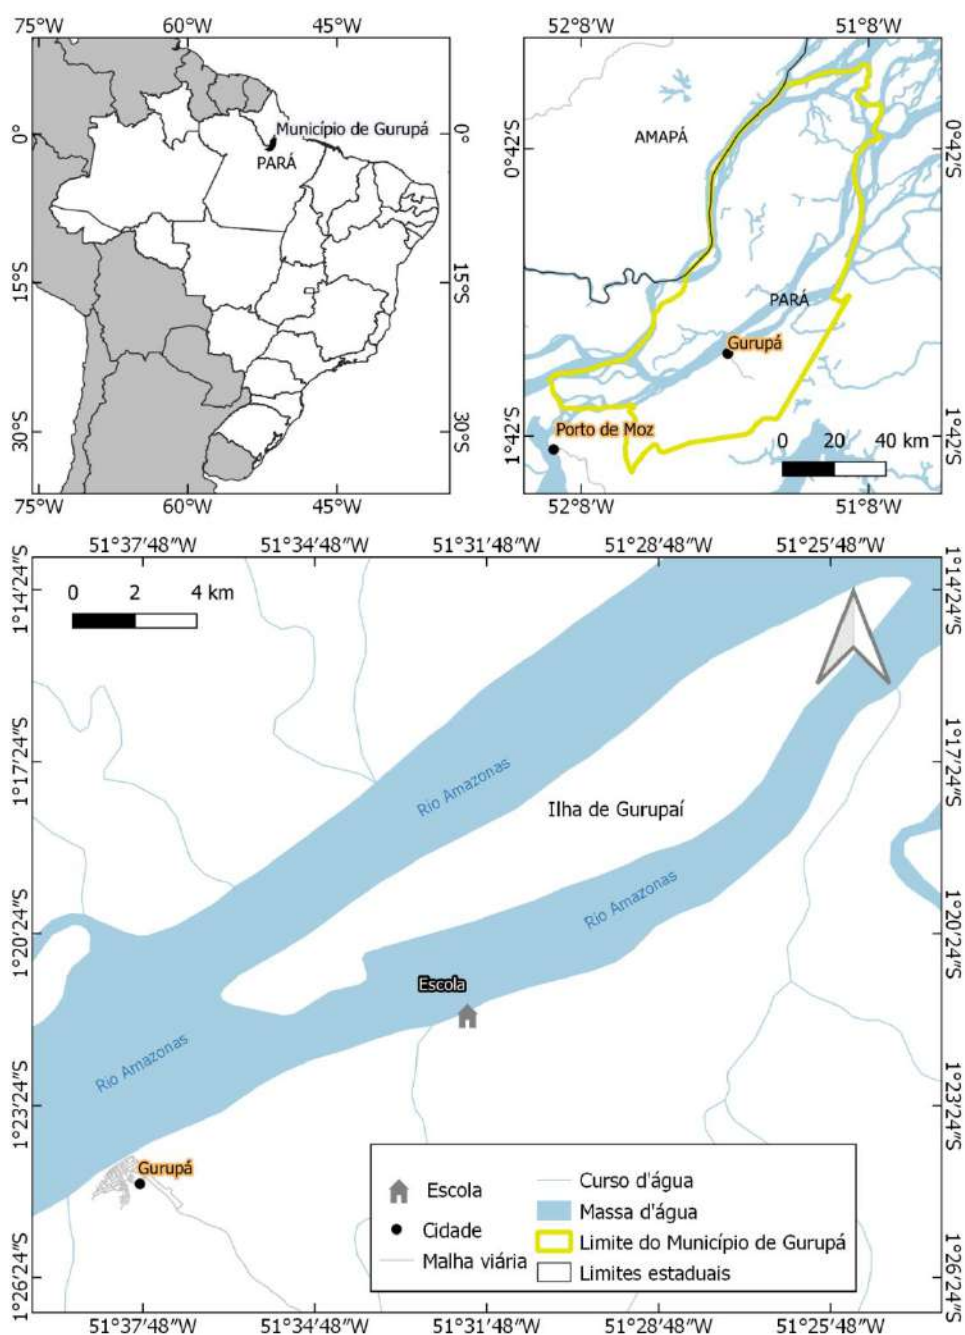 75°W 60°W 45°W
0°
15°S
30°S
Município de Gurupá
PARÁ
0°
15°S
30°S
75°W 60°W 45°W
52°8'W 51°8'W
0°42'S
1°42'S
AMAPÁ
PARÁ
Gurupá
Porto de Moz
0 20 40 km
0°42'S
1°42'S
52°8'W 51°8'W
51°37'48"W 51°34'48"W 51°31'48"W 51°28'48"W 51°25'48"W
1°14'24"S
1°17'24"S
1°20'24"S
1°23'24"S
1°26'24"S
0 2 4 km
Rio Amazonas
Ilha de Gurupaí
Rio Amazonas
Escola
Rio Amazonas
Gurupá
Escola
Cidade
Malha viária
Curso d'água
Massa d'água
Limite do Município de Gurupá
Limites estaduais
1°14'24"S
1°17'24"S
1°20'24"S
1°23'24"S
1°26'24"S
51°37'48"W 51°34'48"W 51°31'48"W 51°28'48"W 51°25'48"W